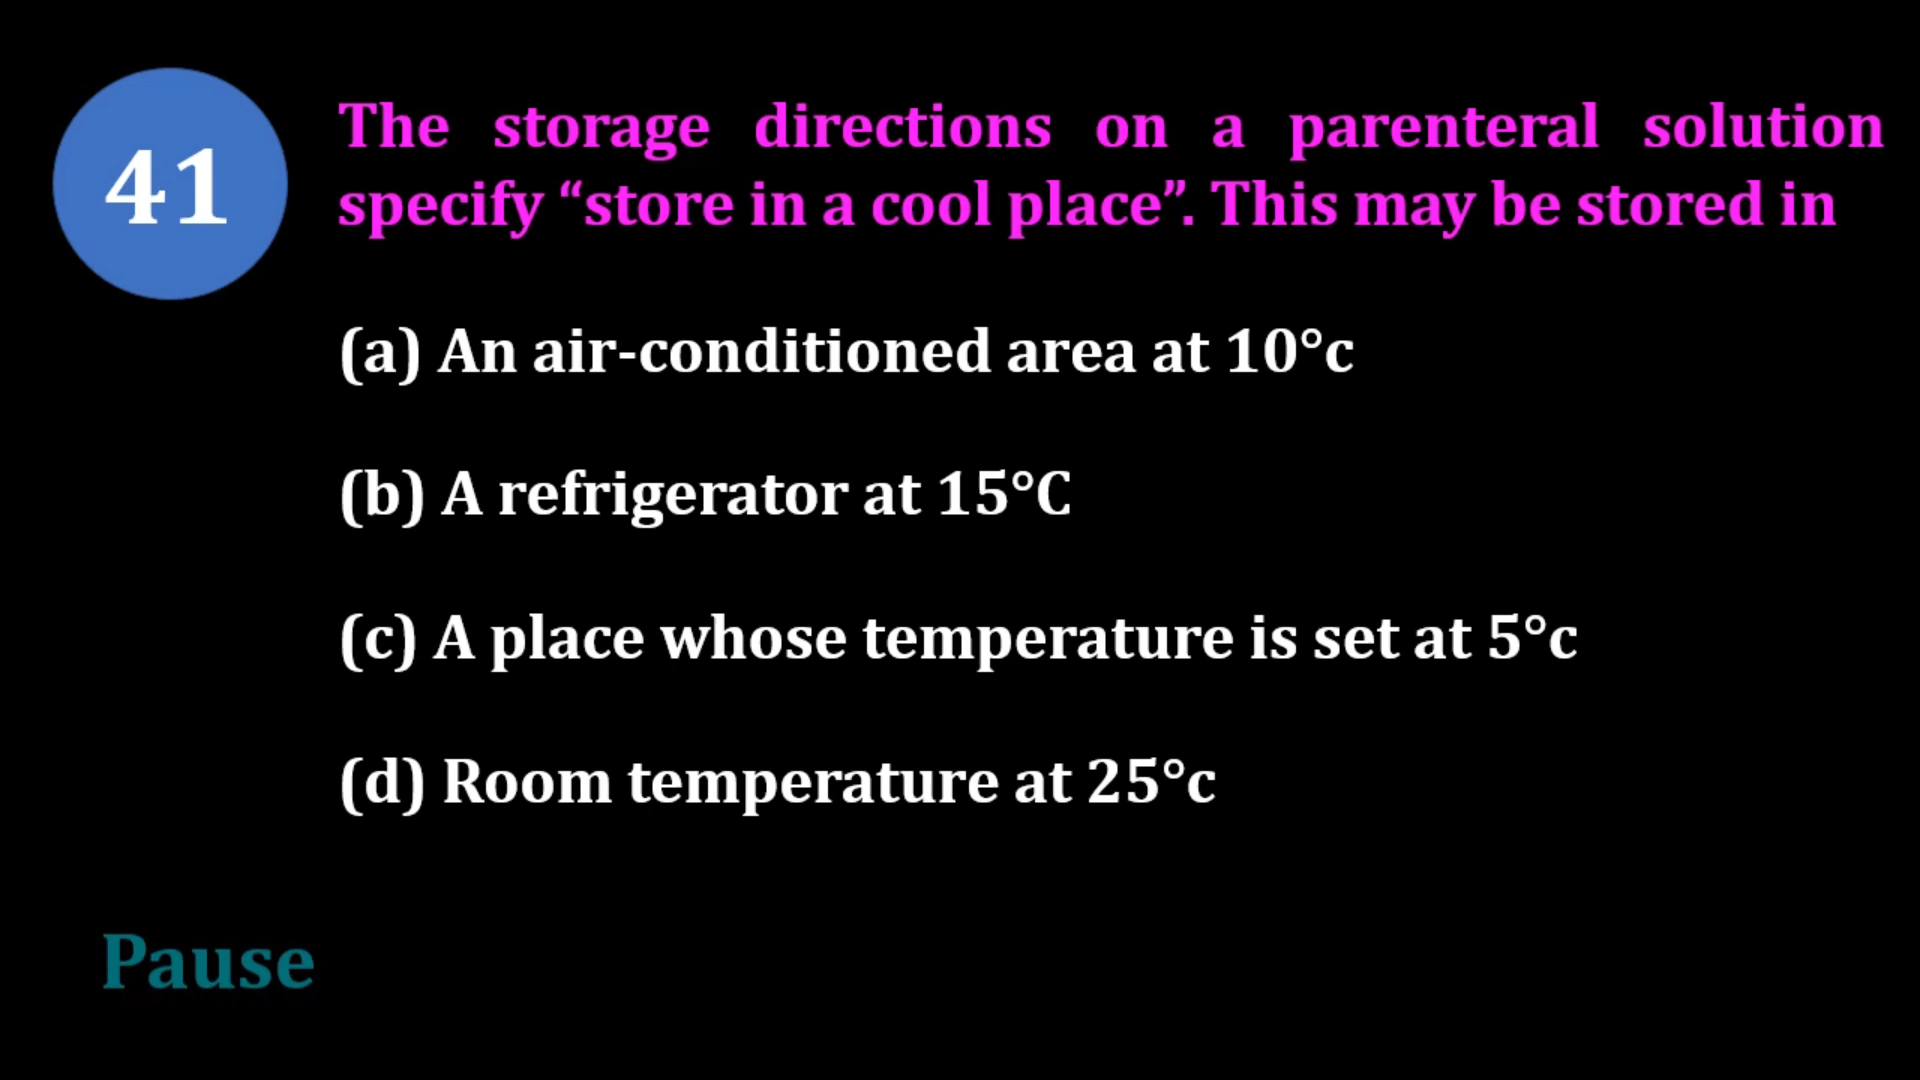 41
The storage directions on a parenteral solution
specify “store in a cool place”. This may be stored in
(a) An air-conditioned area at 10°c
(b) A refrigerator at 15°C
(c) A place whose temperature is set at 5°c
(d) Room temperature at 25°c
Pause